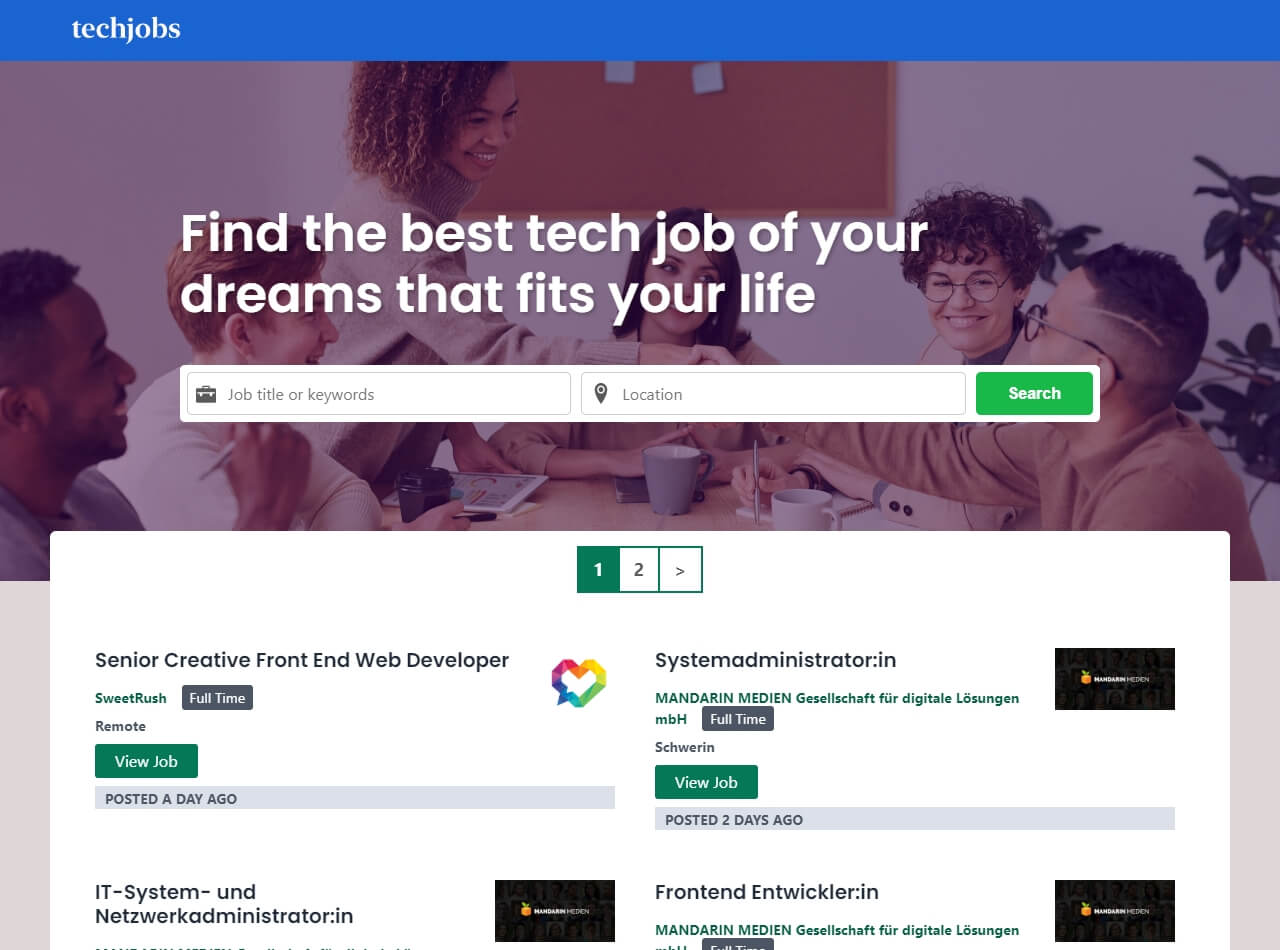 techjobs
Find the best tech job of your
dreams that fits your life
Job title or keywords
Location
Search
1 2 >
Senior Creative Front End Web Developer
SweetRush Full Time
Remote
View Job
POSTED A DAY AGO
Systemadministrator:in
MANDARIN MEDIEN
MANDARIN MEDIEN Gesellschaft für digitale Lösungen
mbH Full Time
Schwerin
View Job
POSTED 2 DAYS AGO
IT-System- und
Netzwerkadministrator:in
MANDARIN MEDIEN
Frontend Entwickler:in
MANDARIN MEDIEN
MANDARIN MEDIEN Gesellschaft für digitale Lösungen
mbH Full Time